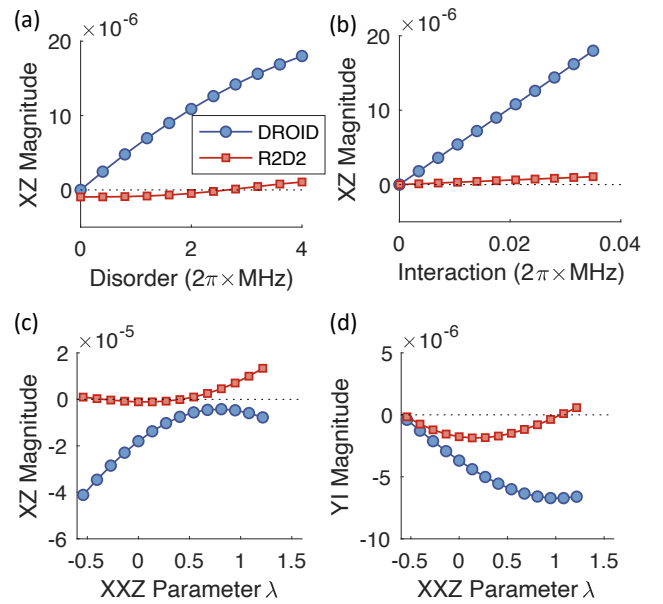 (a)
×10⁻⁶
20
10
0
XZ Magnitude
0 2 4
Disorder (2π×MHz)
DROID
R2D2
(b)
×10⁻⁶
20
10
0
XZ Magnitude
0 0.02 0.04
Interaction (2π×MHz)
(c)
×10⁻⁵
2
0
-2
-4
-6
XZ Magnitude
-0.5 0 0.5 1 1.5
XXZ Parameter λ
(d)
×10⁻⁶
5
0
-5
-10
YI Magnitude
-0.5 0 0.5 1 1.5
XXZ Parameter λ